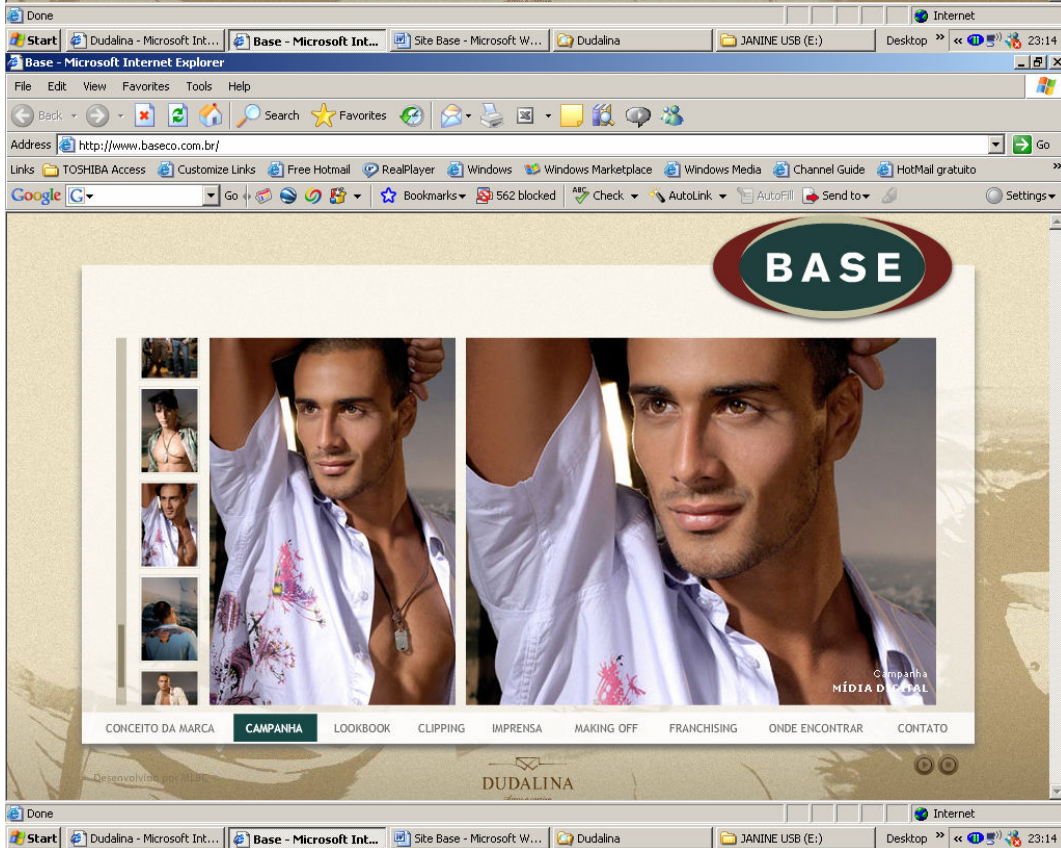 Done Internet
Start Dudalina - Microsoft Int... Base - Microsoft Int... Site Base - Microsoft W... Dudalina JANINE USB (E:) Desktop » « 23:14
Base - Microsoft Internet Explorer
File Edit View Favorites Tools Help
Back Search Favorites
Address http://www.baseco.com.br/ Go
Links TOSHIBA Access Customize Links Free Hotmail RealPlayer Windows Windows Marketplace Windows Media Channel Guide HotMail gratuito »
Google G Go Bookmarks 562 blocked ABC Check AutoLink AutoFill Send to Settings
BASE
Campanha
MÍDIA DIGITAL
CONCEITO DA MARCA CAMPANHA LOOKBOOK CLIPPING IMPRENSA MAKING OFF FRANCHISING ONDE ENCONTRAR CONTATO
Desenvolvido por
DUDALINA
Done Internet
Start Dudalina - Microsoft Int... Base - Microsoft Int... Site Base - Microsoft W... Dudalina JANINE USB (E:) Desktop » « 23:14